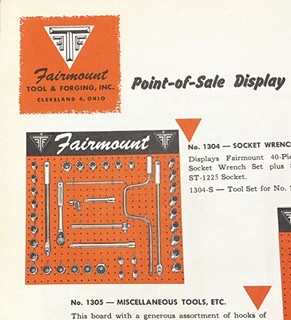 Fairmount
TOOL & FORGING, INC.
CLEVELAND 6, OHIO
Point-of-Sale Display
Fairmount
No. 1304 — SOCKET WRENC
Displays Fairmount 40-Pie
Socket Wrench Set plus
ST-1225 Socket.
1304-S — Tool Set for No.
No. 1305 — MISCELLANEOUS TOOLS, ETC.
This board with a generous assortment of hooks of